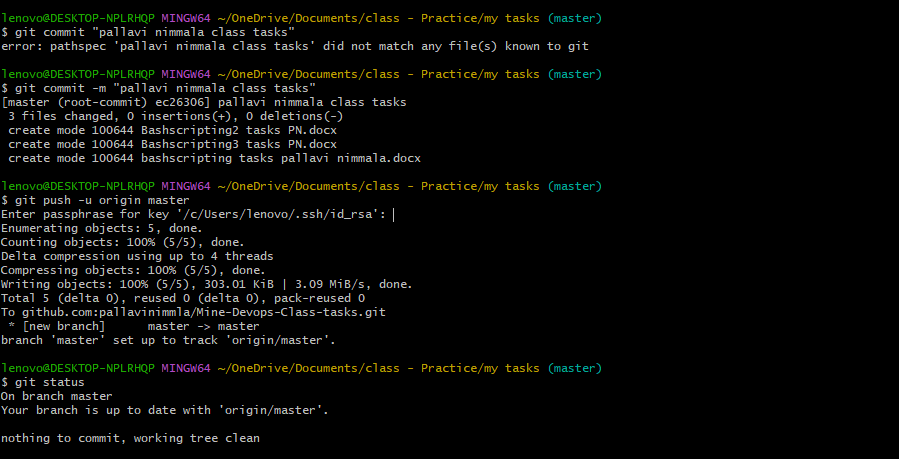 lenovo@DESKTOP-NPLRHQP MINGW64 ~/OneDrive/Documents/class - Practice/my tasks (master)
$ git commit "pallavi nimmala class tasks"
error: pathspec 'pallavi nimmala class tasks' did not match any file(s) known to git

lenovo@DESKTOP-NPLRHQP MINGW64 ~/OneDrive/Documents/class - Practice/my tasks (master)
$ git commit -m "pallavi nimmala class tasks"
[master (root-commit) ec26306] pallavi nimmala class tasks
 3 files changed, 0 insertions(+), 0 deletions(-)
 create mode 100644 Bashscripting2 tasks PN.docx
 create mode 100644 Bashscripting3 tasks PN.docx
 create mode 100644 bashscripting tasks pallavi nimmala.docx

lenovo@DESKTOP-NPLRHQP MINGW64 ~/OneDrive/Documents/class - Practice/my tasks (master)
$ git push -u origin master
Enter passphrase for key '/c/Users/lenovo/.ssh/id_rsa':
Enumerating objects: 5, done.
Counting objects: 100% (5/5), done.
Delta compression using up to 4 threads
Compressing objects: 100% (5/5), done.
Writing objects: 100% (5/5), 303.01 KiB | 3.09 MiB/s, done.
Total 5 (delta 0), reused 0 (delta 0), pack-reused 0
To github.com:pallavinimmla/Mine-Devops-Class-tasks.git
 * [new branch]      master -> master
branch 'master' set up to track 'origin/master'.

lenovo@DESKTOP-NPLRHQP MINGW64 ~/OneDrive/Documents/class - Practice/my tasks (master)
$ git status
On branch master
Your branch is up to date with 'origin/master'.

nothing to commit, working tree clean